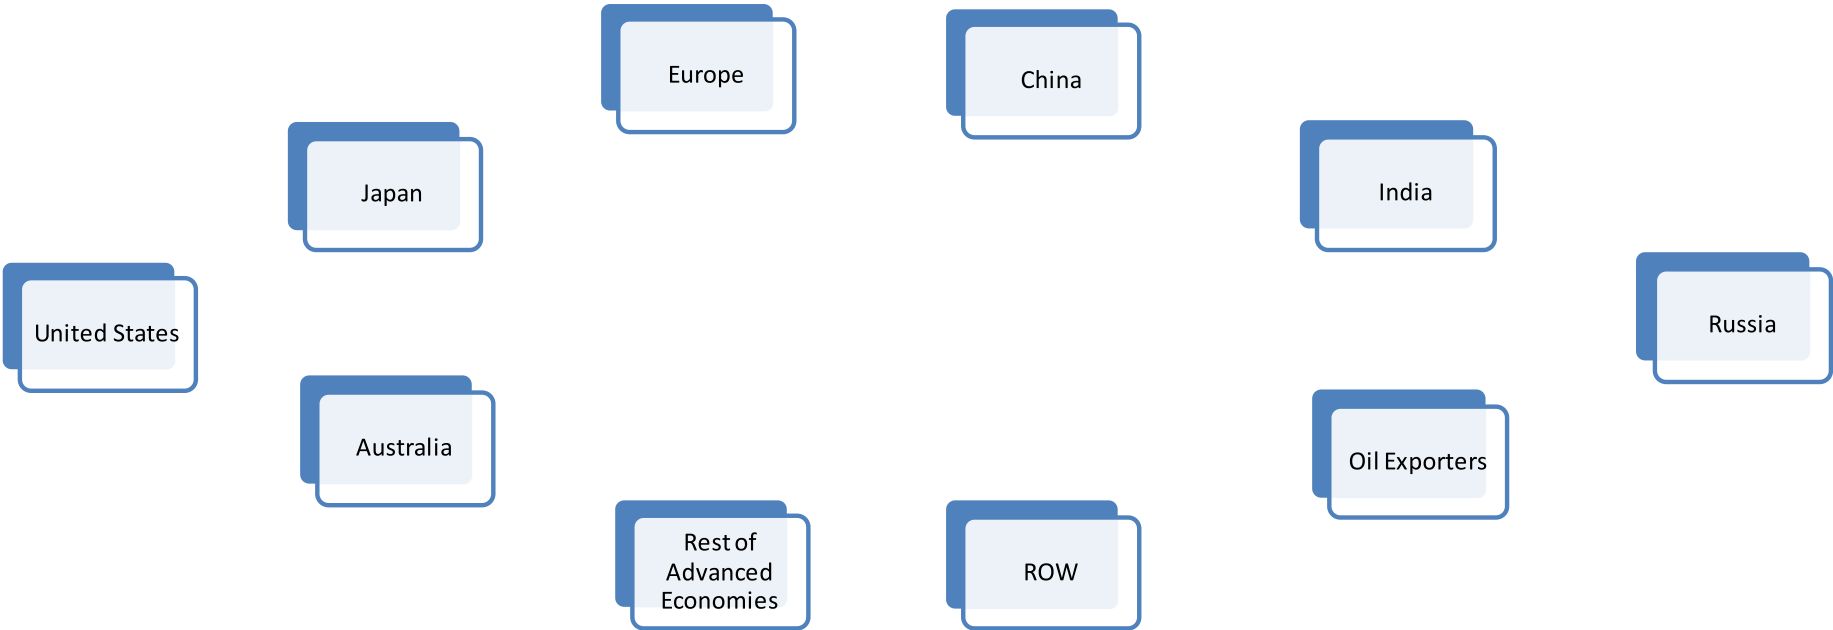 Europe
China
Japan
India
United States
Russia
Australia
Oil Exporters
Rest of
Advanced
Economies
ROW